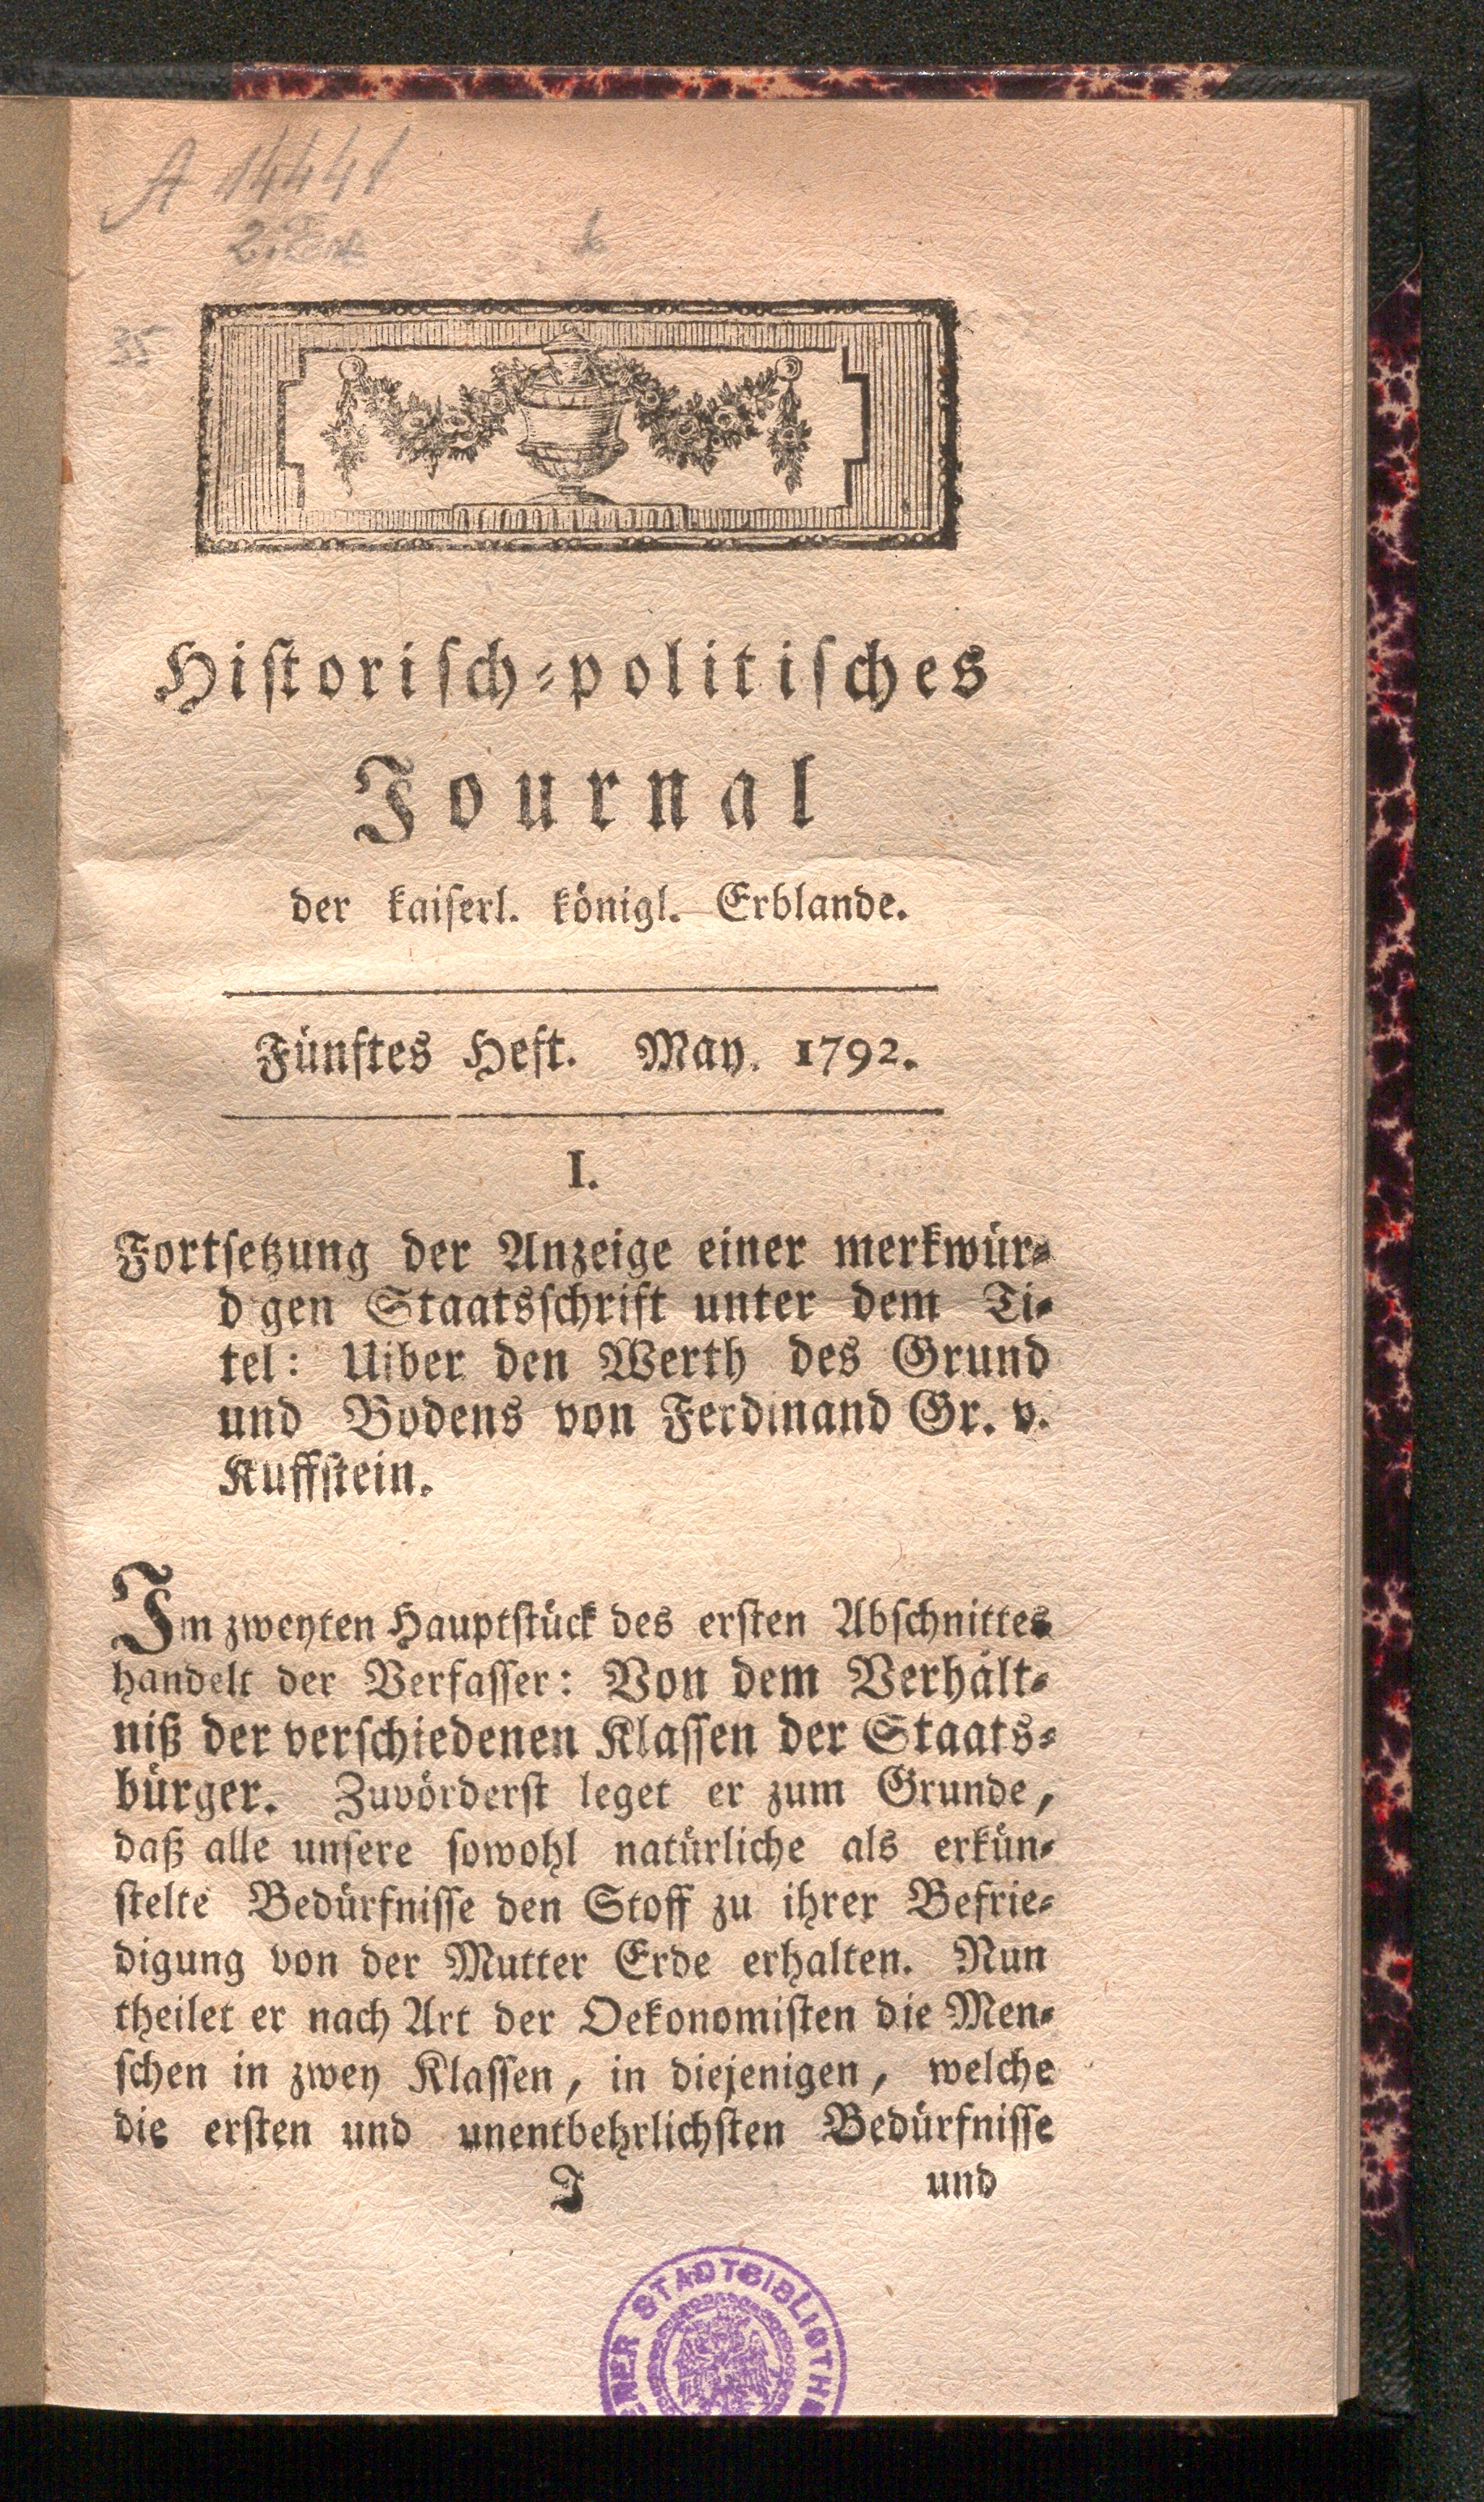 A 14441
35
Historisch-politisches
Journal
der kaiserl. königl. Erblande.
Fünftes Heft. May. 1792.
I.
Fortsetzung der Anzeige einer merkwür-
d gen Staatsschrift unter dem Ti-
tel: Uiber den Werth des Grund
und Bodens von Ferdinand Gr. v.
Kuffstein.
Im zweyten Hauptstück des ersten Abschnittes
handelt der Verfasser: Von dem Verhält-
niß der verschiedenen Klassen der Staats-
bürger. Zuvörderst leget er zum Grunde,
daß alle unsere sowohl natürliche als erkün-
stelte Bedürfnisse den Stoff zu ihrer Befrie-
digung von der Mutter Erde erhalten. Nun
theilet er nach Art der Oekonomisten die Men-
schen in zwey Klassen, in diejenigen, welche
die ersten und unentbehrlichsten Bedürfnisse
J und
ENER STADTBIBLIOTHE